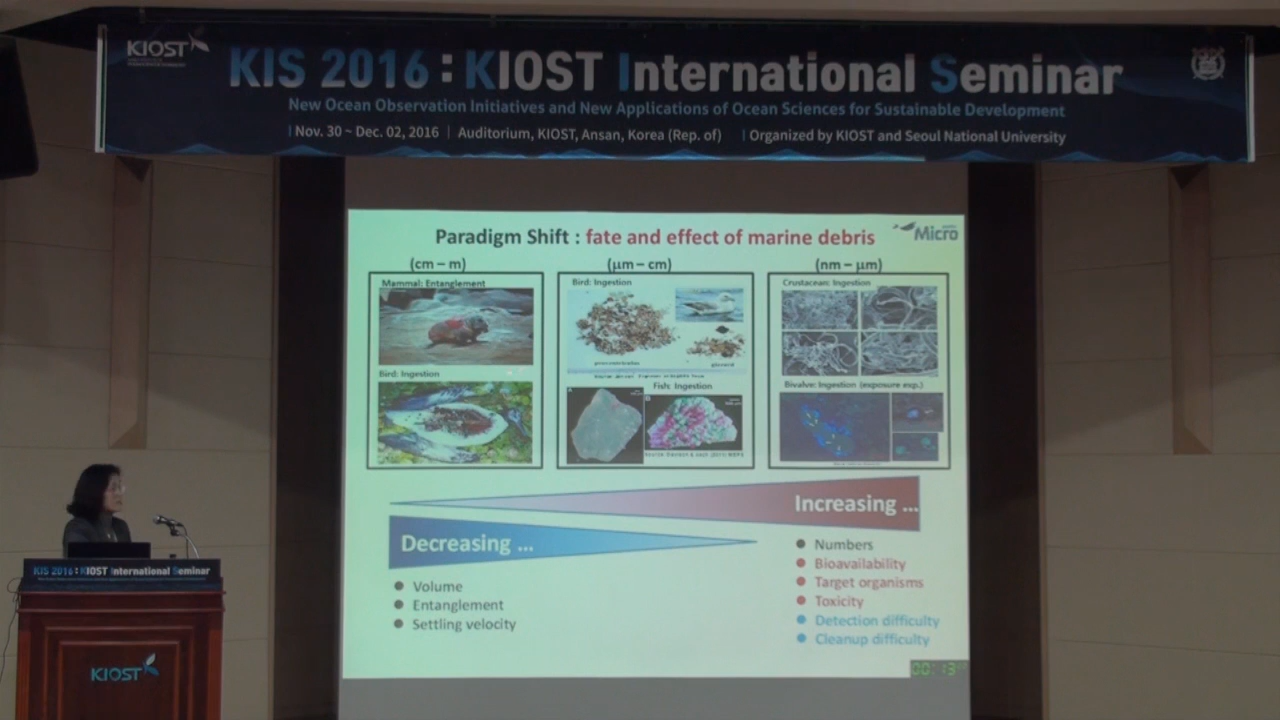 KIOST
KIS 2016 : KIOST International Seminar
New Ocean Observation Initiatives and New Applications of Ocean Sciences for Sustainable Development
Nov. 30 ~ Dec. 02, 2016 | Auditorium, KIOST, Ansan, Korea (Rep. of) | Organized by KIOST and Seoul National University
Paradigm Shift : fate and effect of marine debris
Micro
(cm – m)
(μm – cm)
(nm – μm)
Mammal: Entanglement
Bird: Ingestion
Bird: Ingestion
proventriculus
gizzard
Fish: Ingestion
Crustacean: Ingestion
Bivalve: Ingestion (exposure exp.)
Increasing ...
Decreasing ...
Numbers
Bioavailability
Target organisms
Toxicity
Detection difficulty
Cleanup difficulty
Volume
Entanglement
Settling velocity
KIS 2016 : KIOST International Seminar
KIOST